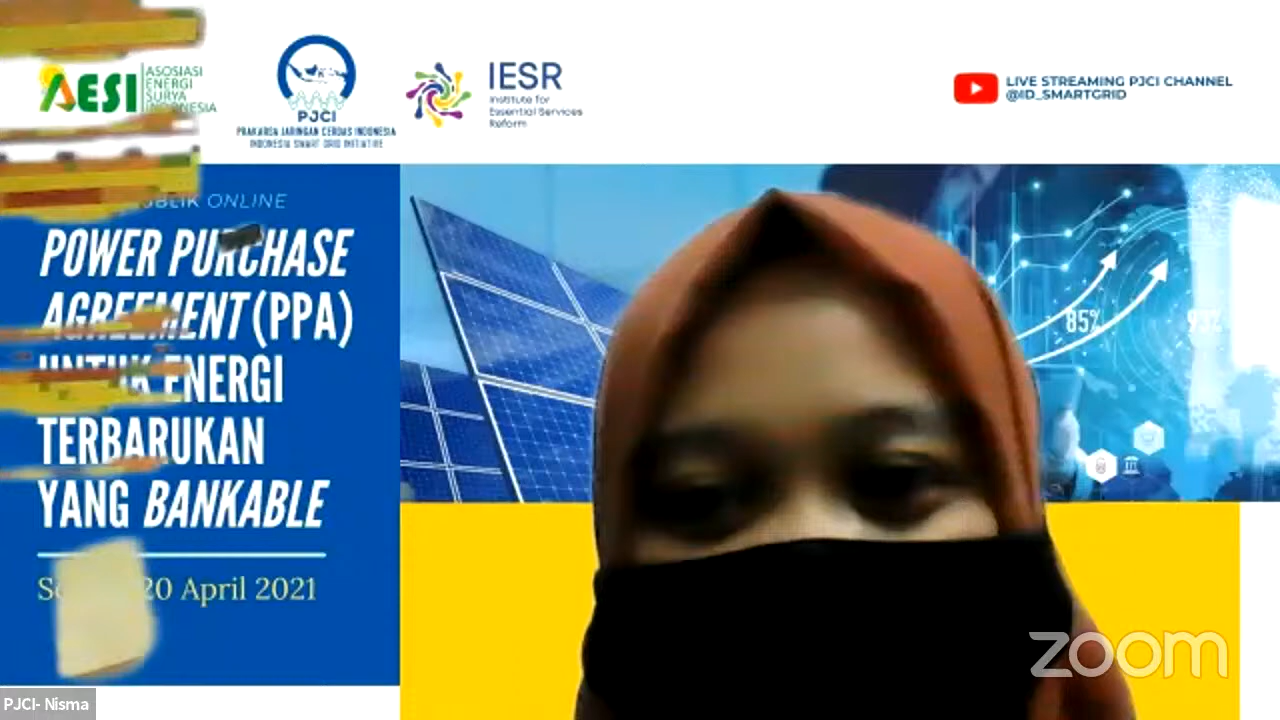 AESI
ASOSIASI
ENERGI
SURYA
INDONESIA
PJCI
PRAKARSA JARINGAN CERDAS INDONESIA
INDONESIA SMART GRID INITIATIVE
IESR
Institute for
Essential Services
Reform
LIVE STREAMING PJCI CHANNEL
@ID_SMARTGRID
ONLINE
POWER PURCHASE
AGREEMENT (PPA)
UNTUK ENERGI
TERBARUKAN
YANG BANKABLE
20 April 2021
85%
zoom
PJCI- Nisma